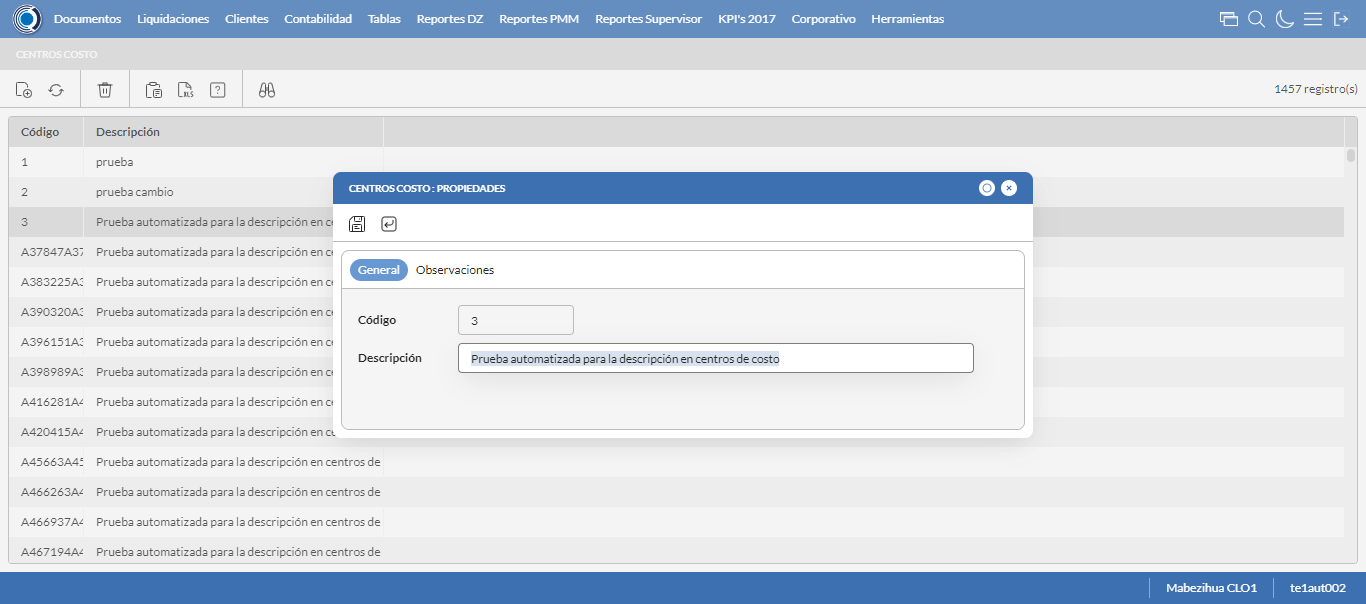 Documentos Liquidaciones Clientes Contabilidad Tablas Reportes DZ Reportes PMM Reportes Supervisor KPI's 2017 Corporativo Herramientas
CENTROS COSTO
XLS ? 1457 registro(s)
Código Descripción
1 prueba
2 prueba cambio
3 Prueba automatizada para la descripción en ce
A37847A37 Prueba automatizada para la descripción en ce
A383225A3 Prueba automatizada para la descripción en ce
A390320A3 Prueba automatizada para la descripción en ce
A396151A3 Prueba automatizada para la descripción en ce
A398989A3 Prueba automatizada para la descripción en ce
A416281A4 Prueba automatizada para la descripción en ce
A420415A4 Prueba automatizada para la descripción en ce
A45663A45 Prueba automatizada para la descripción en centros de
A466263A4 Prueba automatizada para la descripción en centros de
A466937A4 Prueba automatizada para la descripción en centros de
A467194A4 Prueba automatizada para la descripción en centros de
CENTROS COSTO : PROPIEDADES
General Observaciones
Código 3
Descripción Prueba automatizada para la descripción en centros de costo
Mabezihua CLO1 te1aut002